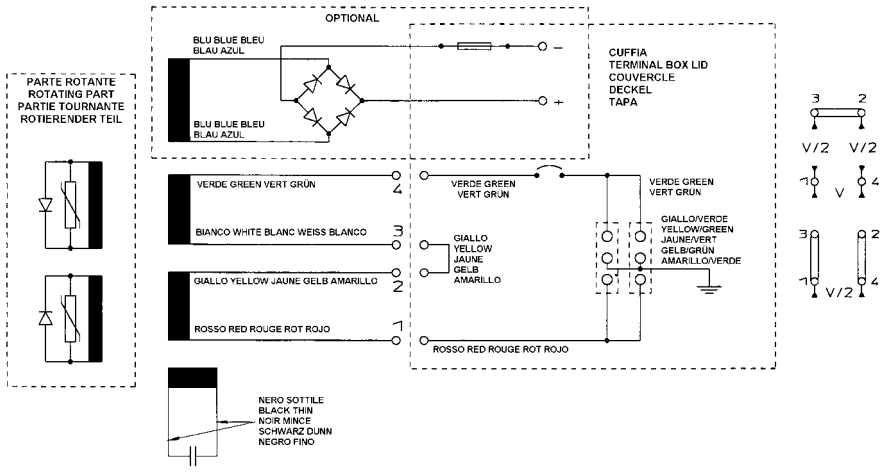 OPTIONAL
BLU BLUE BLEU
BLAU AZUL
−
CUFFIA
TERMINAL BOX LID
COUVERCLE
DECKEL
TAPA
PARTE ROTANTE
ROTATING PART
PARTIE TOURNANTE
ROTIERENDER TEIL
+
BLU BLUE BLEU
BLAU AZUL
3 2
V/2 V/2
VERDE GREEN VERT GRÜN
4
VERDE GREEN
VERT GRÜN
VERDE GREEN
VERT GRUN
1 4
V
BIANCO WHITE BLANC WEISS BLANCO
3
GIALLO
YELLOW
JAUNE
GELB
AMARILLO
GIALLO/VERDE
YELLOW/GREEN
JAUNE/VERT
GELB/GRÜN
AMARILLO/VERDE
3 2
GIALLO YELLOW JAUNE GELB AMARILLO
2
1 4
V/2
ROSSO RED ROUGE ROT ROJO
1
ROSSO RED ROUGE ROT ROJO
NERO SOTTILE
BLACK THIN
NOIR MINCE
SCHWARZ DUNN
NEGRO FINO